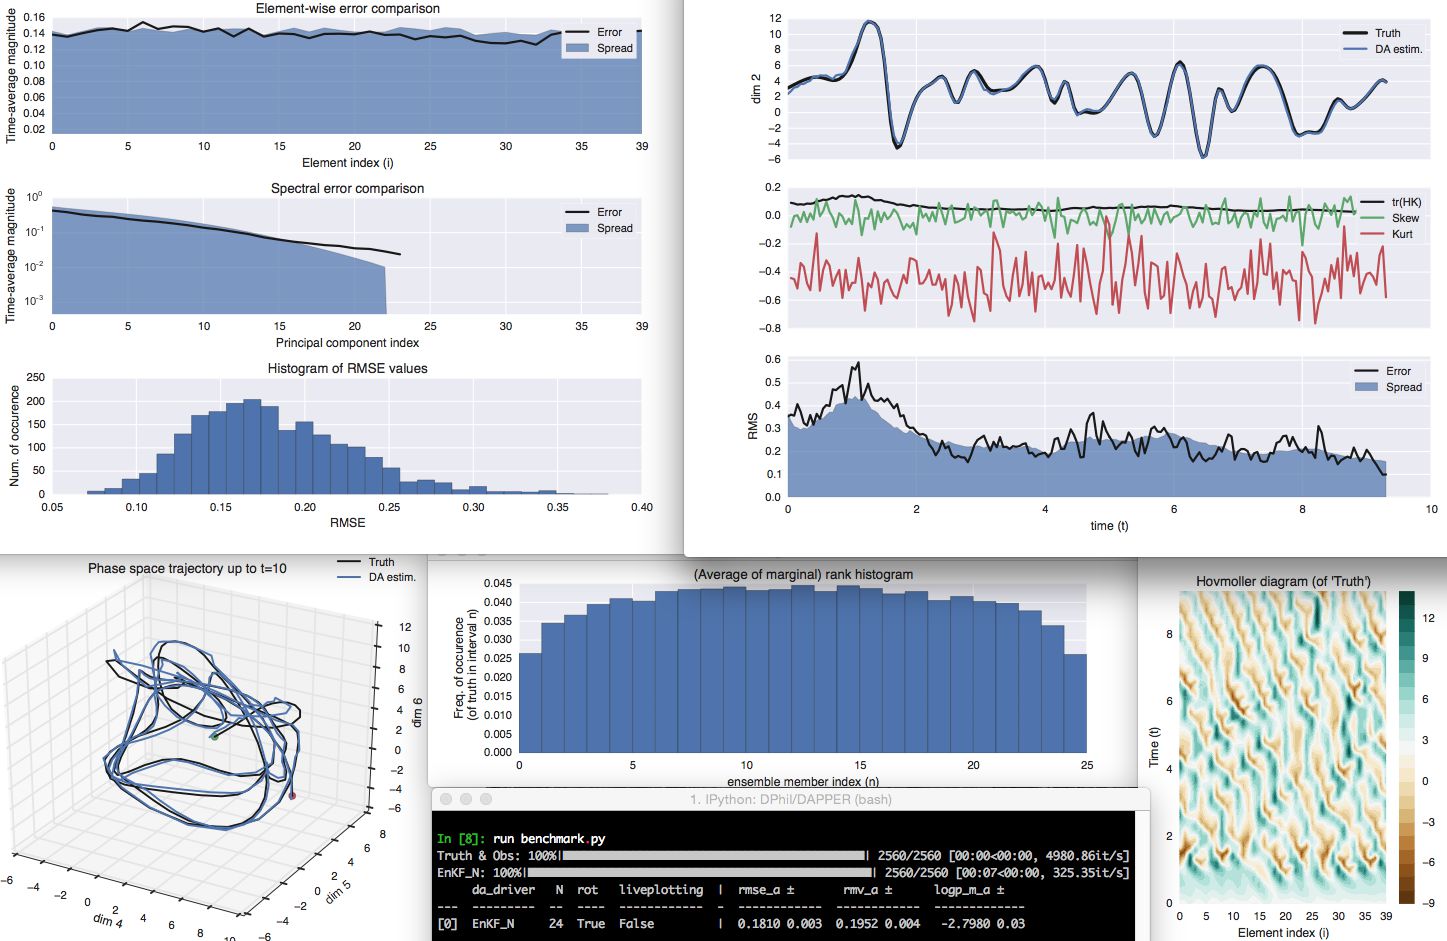 Element-wise error comparison
Time-average magnitude
0.16
0.14
0.12
0.10
0.08
0.06
0.04
0.02
Error
Spread
0 5 10 15 20 25 30 35 39
Element index (i)
Spectral error comparison
Time-average magnitude
10^0
10^-1
10^-2
10^-3
Error
Spread
0 5 10 15 20 25 30 35 39
Principal component index
Histogram of RMSE values
Num. of occurence
250
200
150
100
50
0
0.05 0.10 0.15 0.20 0.25 0.30 0.35 0.40
RMSE
dim 2
12
10
8
6
4
2
0
−2
−4
−6
Truth
DA estim.
0.2
0.0
−0.2
−0.4
−0.6
−0.8
tr(HK)
Skew
Kurt
RMS
0.6
0.5
0.4
0.3
0.2
0.1
0.0
Error
Spread
0 2 4 6 8 10
time (t)
Phase space trajectory up to t=10
Truth
DA estim.
12
10
8
6
4
2
0
−2
−4
−6
dim 6
−6 −4 −2 0 2 4 6 8 10
dim 4
−6 −4 −2 0 2 4 6 8
dim 5
(Average of marginal) rank histogram
Freq. of occurence
(of truth in interval n)
0.045
0.040
0.035
0.030
0.025
0.020
0.015
0.010
0.005
0.000
0 5 10 15 20 25
ensemble member index (n)
1. IPython: DPhil/DAPPER (bash)
In [8]: run benchmark.py
Truth & Obs: 100%| | 2560/2560 [00:00<00:00, 4980.86it/s]
EnKF_N: 100%| | 2560/2560 [00:07<00:00, 325.35it/s]
da_driver N rot liveplotting | rmse_a ± rmv_a ± logp_m_a ±
--- --------- -- ---- ------------ - ------------ ------------ -------------
[0] EnKF_N 24 True False | 0.1810 0.003 0.1952 0.004 -2.7980 0.03
Hovmoller diagram (of 'Truth')
Time (t)
8
6
4
2
0
0 5 10 15 20 25 30 35 39
Element index (i)
12
9
6
3
0
−3
−6
−9